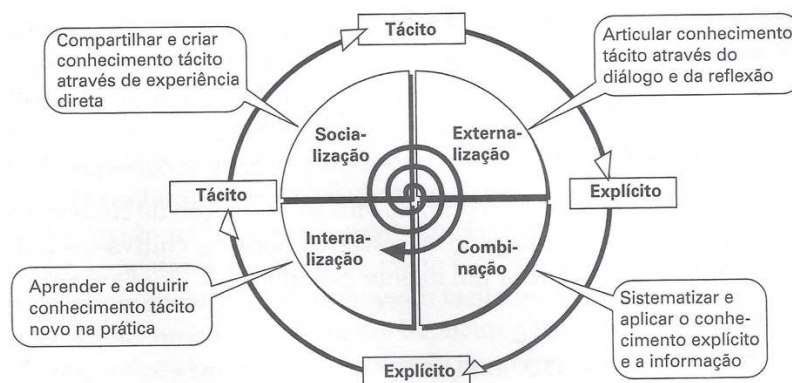 Tácito
Compartilhar e criar
conhecimento tácito
através de experiência
direta
Articular conhecimento
tácito através do
diálogo e da reflexão
Socia-
lização
Externa-
lização
Tácito
Explícito
Interna-
lização
Combi-
nação
Aprender e adquirir
conhecimento tácito
novo na prática
Sistematizar e
aplicar o conhe-
cimento explícito
e a informação
Explícito